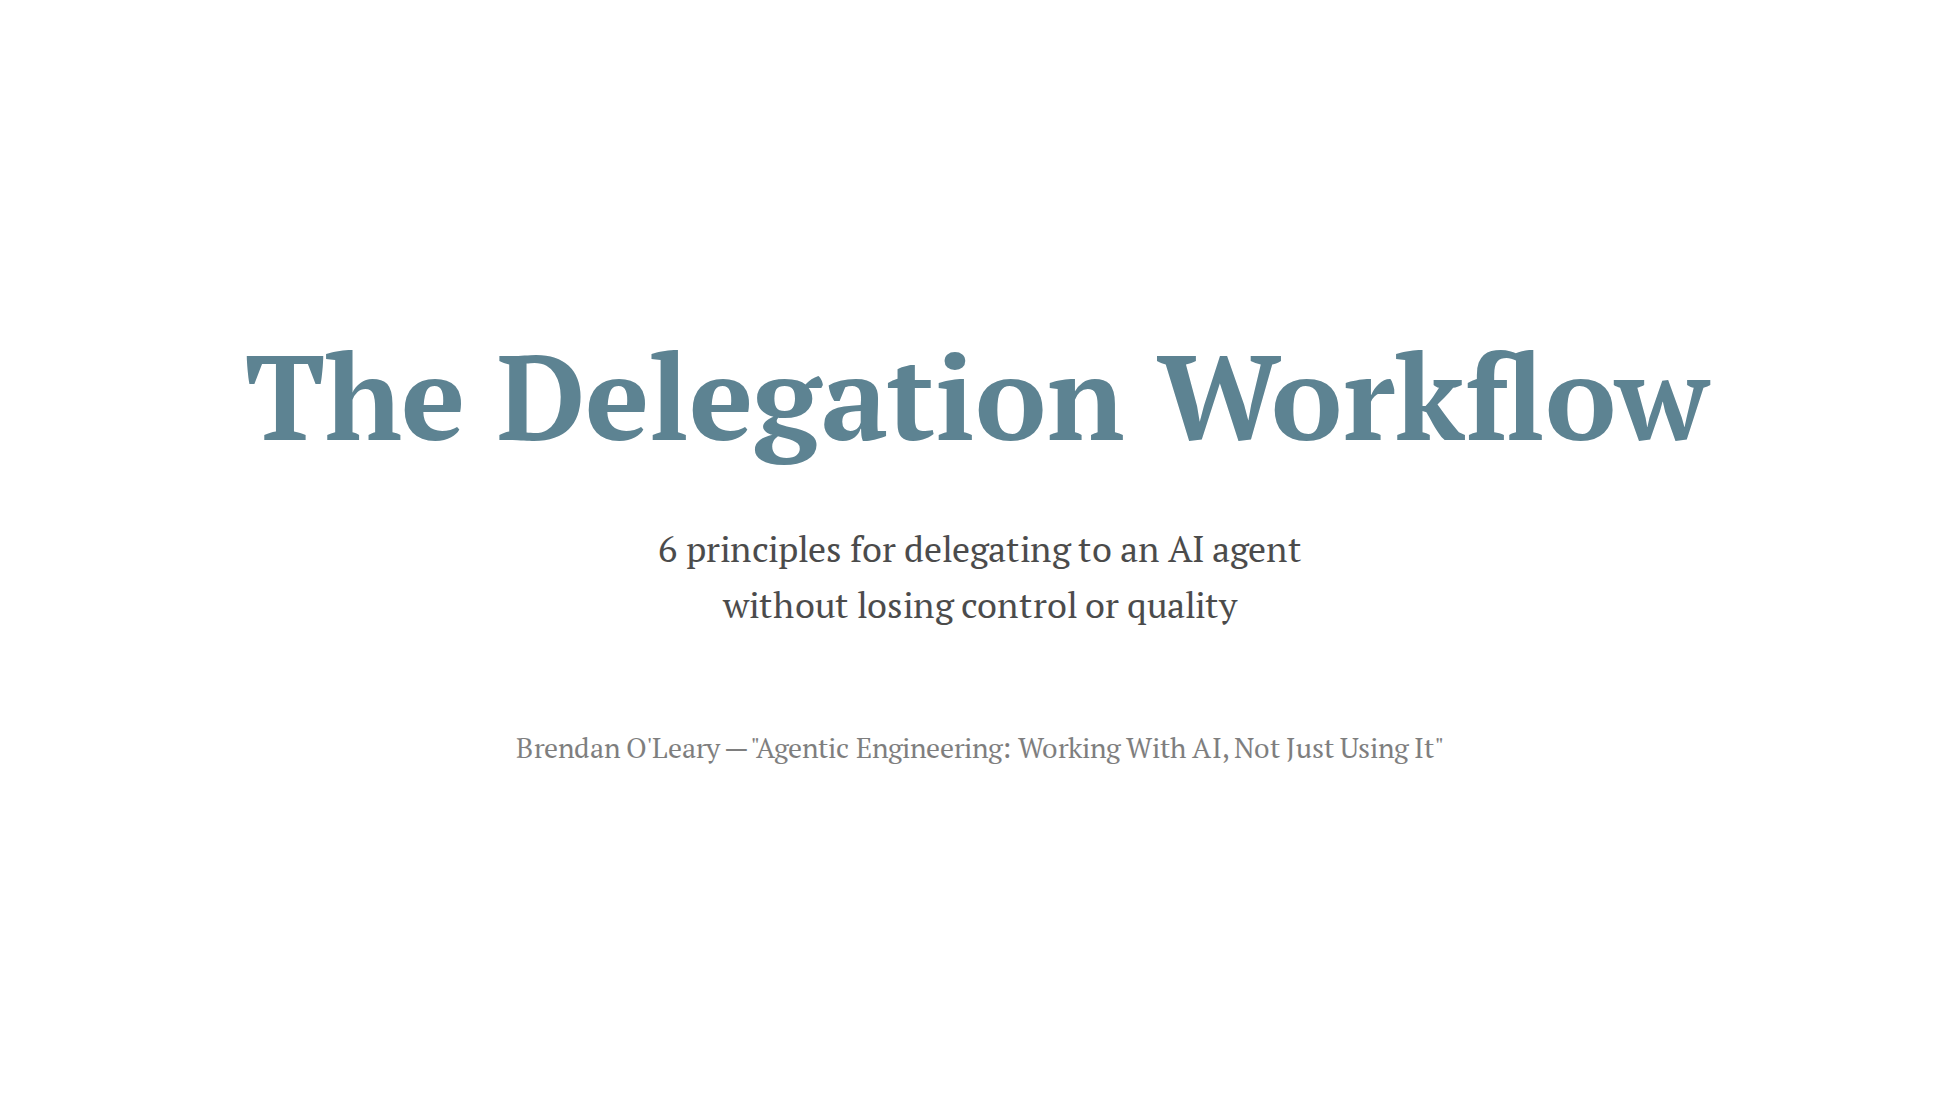 The Delegation Workflow
6 principles for delegating to an AI agent
without losing control or quality
Brendan O'Leary — "Agentic Engineering: Working With AI, Not Just Using It"